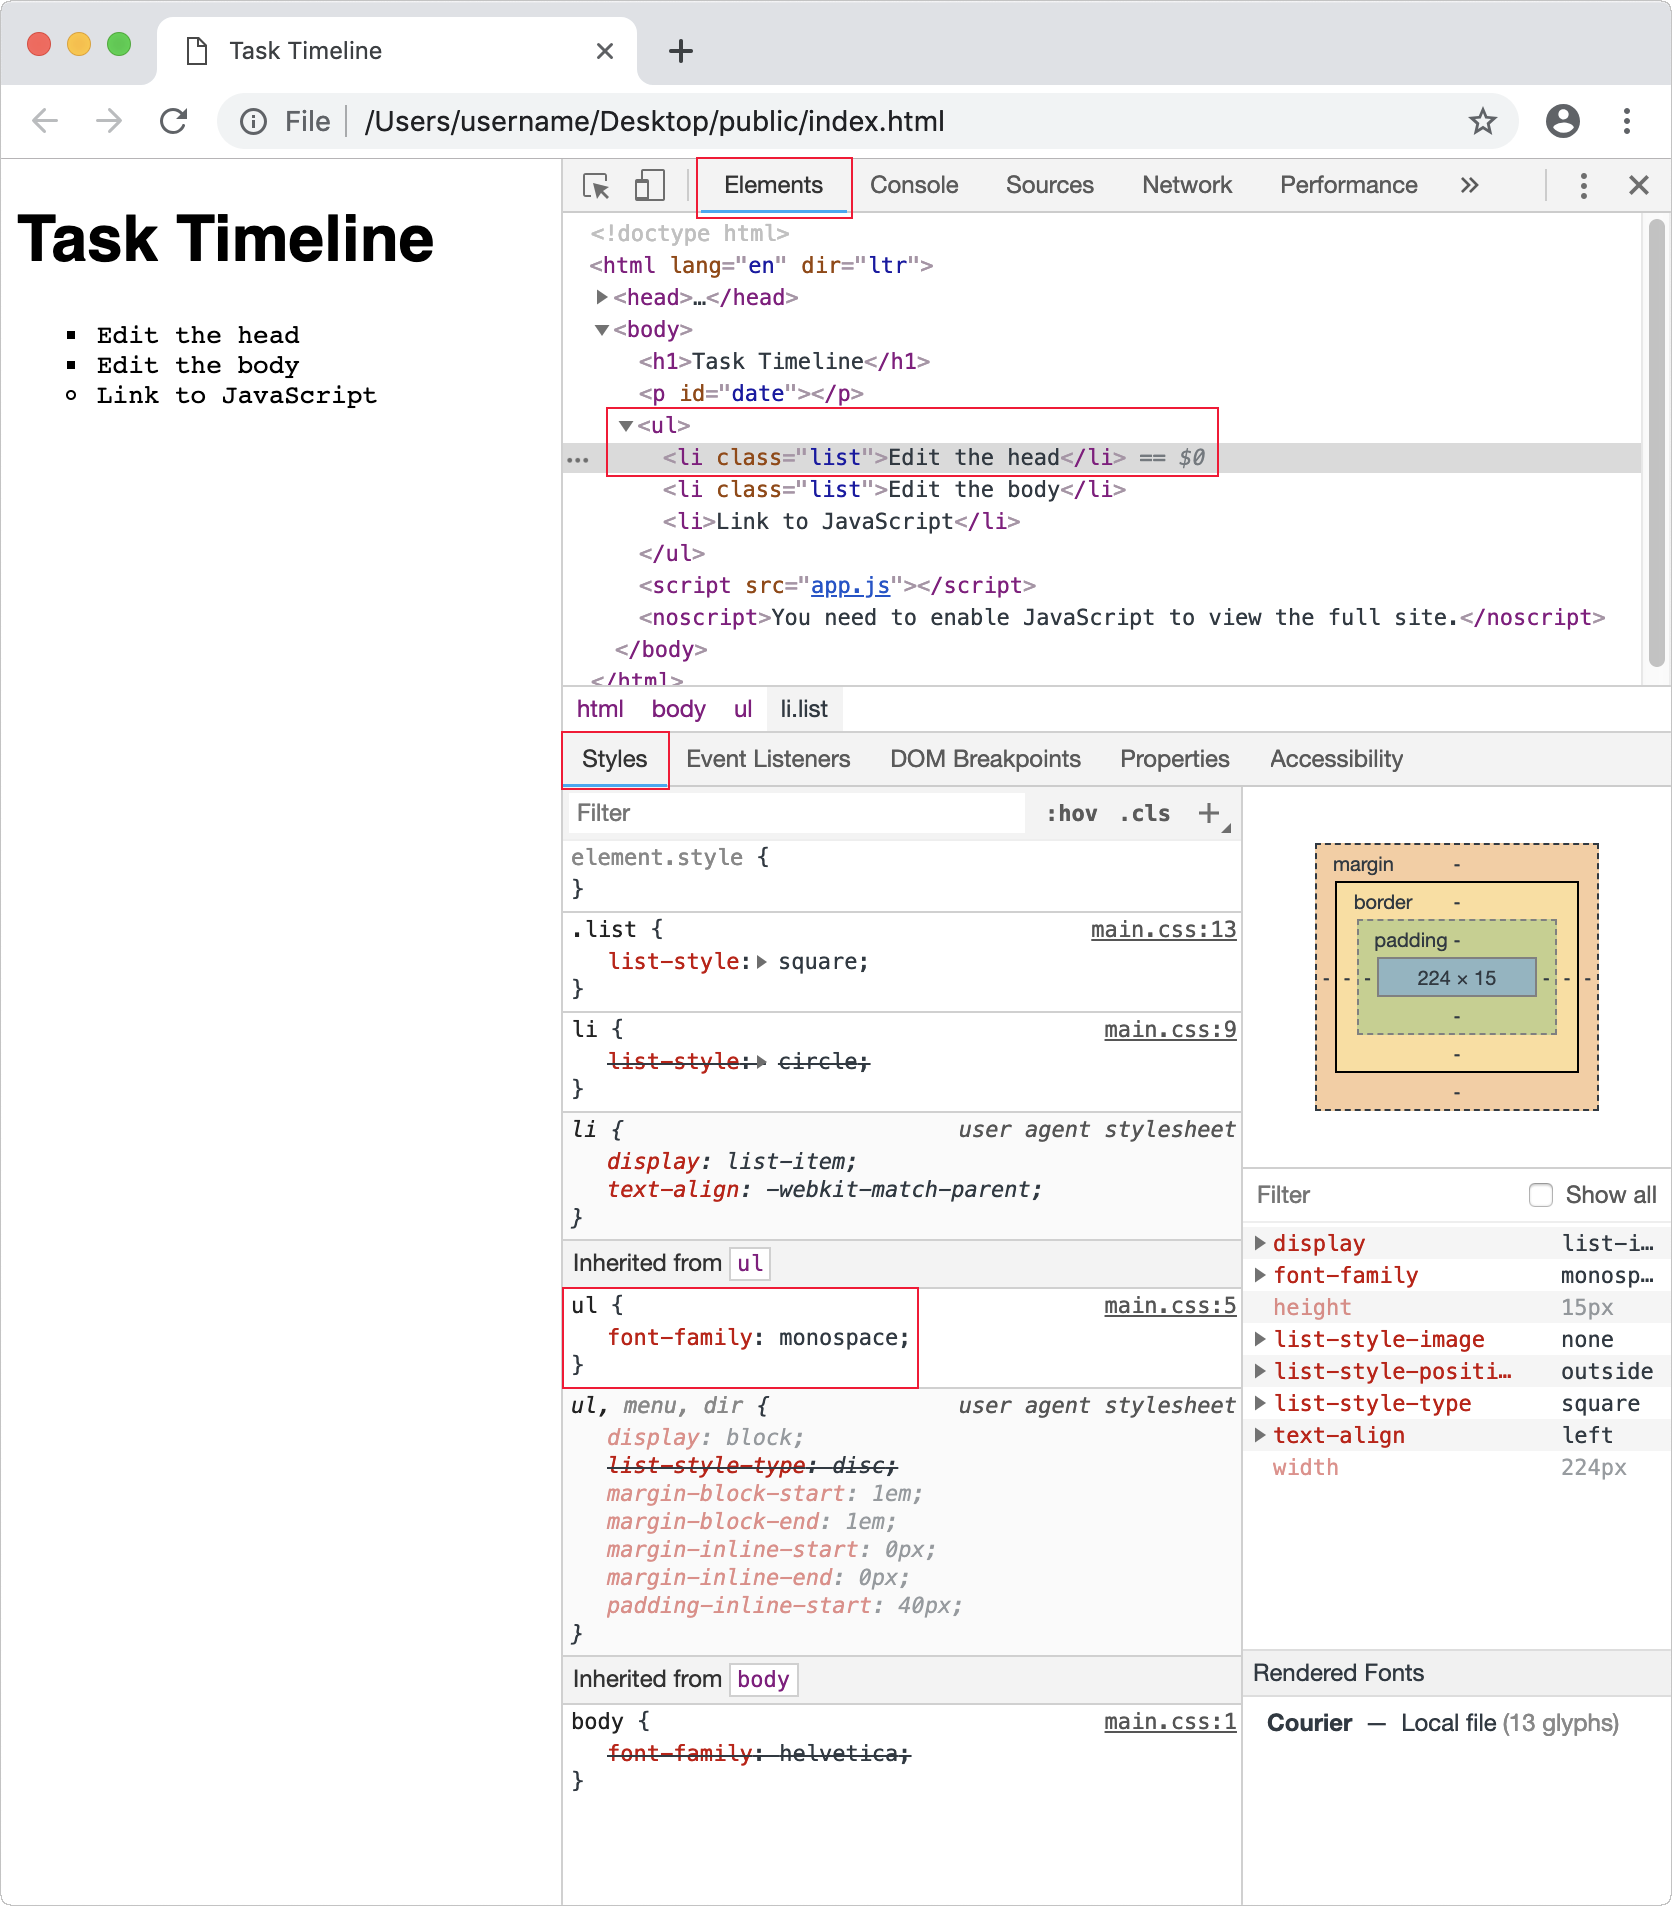 Task Timeline
File /Users/username/Desktop/public/index.html
Task Timeline
Edit the head
Edit the body
Link to JavaScript
Elements Console Sources Network Performance »
<!doctype html>
<html lang="en" dir="ltr">
<head>…</head>
<body>
<h1>Task Timeline</h1>
<p id="date"></p>
<ul>
<li class="list">Edit the head</li> == $0
<li class="list">Edit the body</li>
<li>Link to JavaScript</li>
</ul>
<script src="app.js"></script>
<noscript>You need to enable JavaScript to view the full site.</noscript>
</body>
</html>
html body ul li.list
Styles Event Listeners DOM Breakpoints Properties Accessibility
Filter :hov .cls +
element.style {
}
.list { main.css:13
list-style: square;
}
li { main.css:9
list-style: circle;
}
li { user agent stylesheet
display: list-item;
text-align: -webkit-match-parent;
}
Inherited from ul
ul { main.css:5
font-family: monospace;
}
ul, menu, dir { user agent stylesheet
display: block;
list-style-type: disc;
margin-block-start: 1em;
margin-block-end: 1em;
margin-inline-start: 0px;
margin-inline-end: 0px;
padding-inline-start: 40px;
}
Inherited from body
body { main.css:1
font-family: helvetica;
}
margin -
border -
padding -
- - - 224 × 15 - - -
-
-
-
Filter Show all
display list-i…
font-family monosp…
height 15px
list-style-image none
list-style-positi… outside
list-style-type square
text-align left
width 224px
Rendered Fonts
Courier — Local file (13 glyphs)